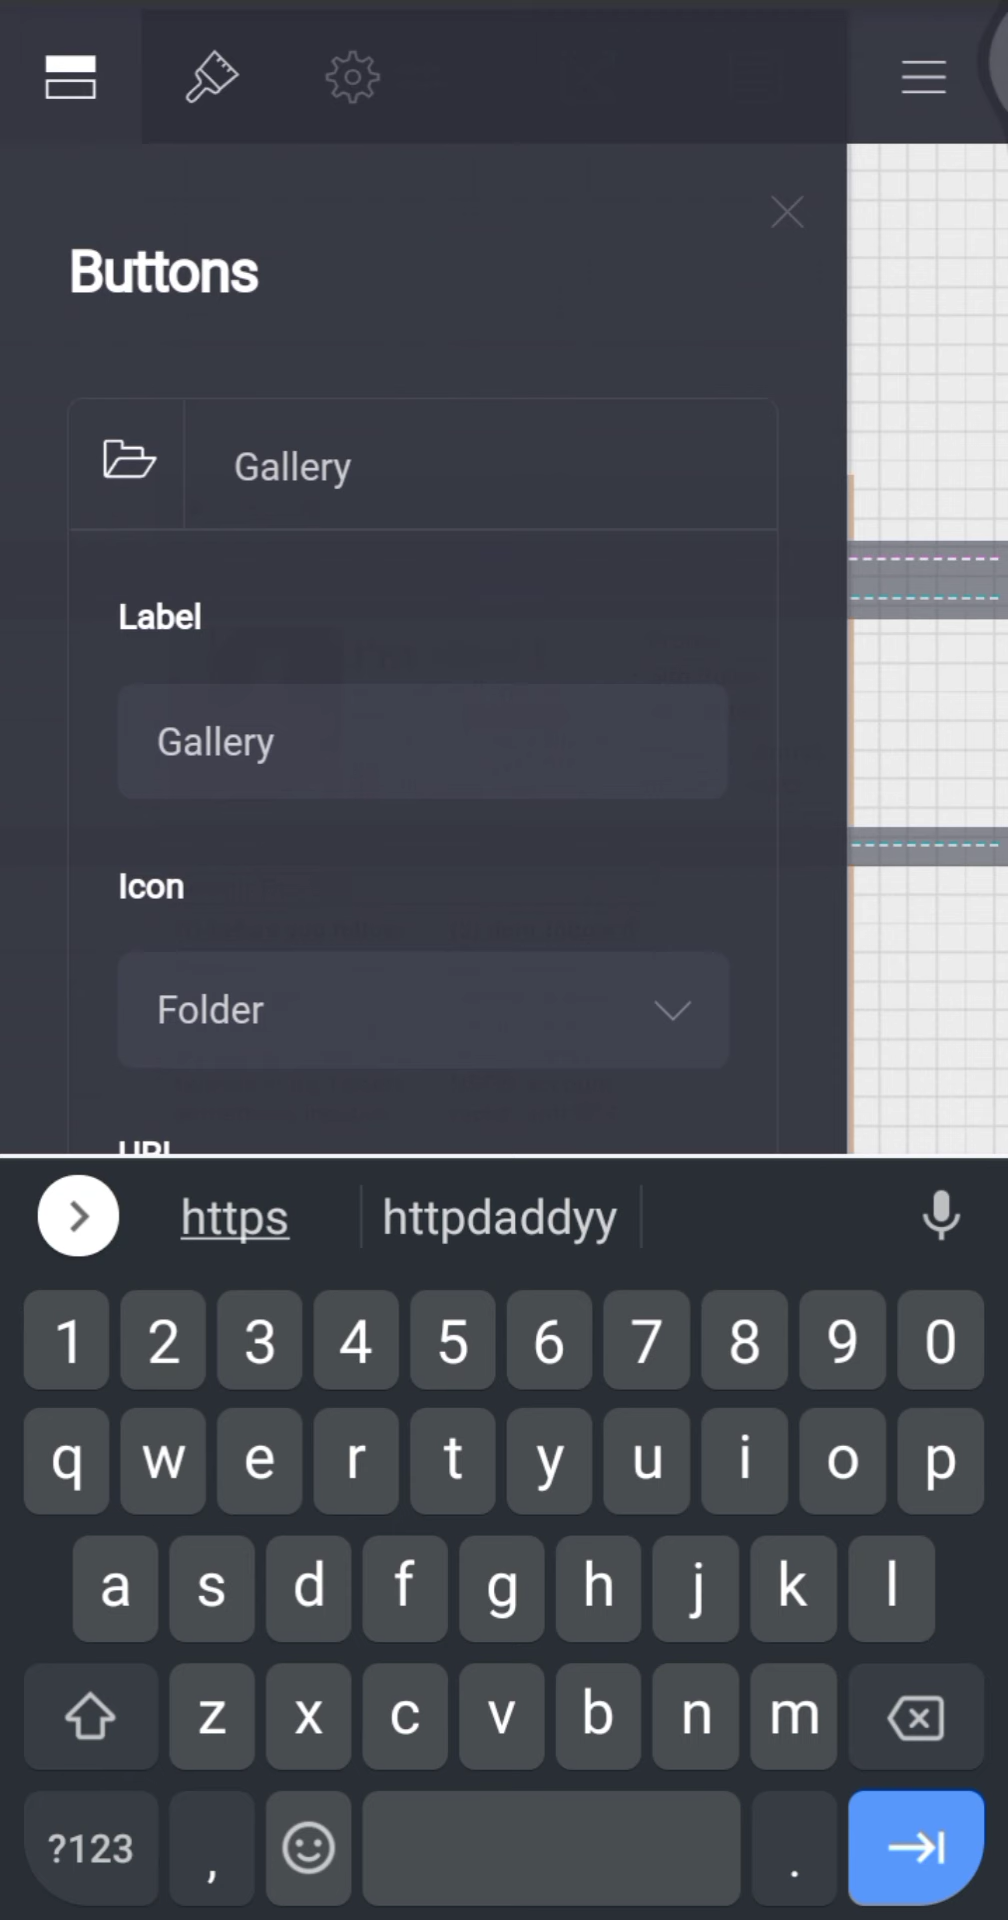 Buttons
Gallery
Label
Gallery
Icon
Folder
URL
https httpdaddyy
1 2 3 4 5 6 7 8 9 0
q w e r t y u i o p
a s d f g h j k l
z x c v b n m
?123 , .